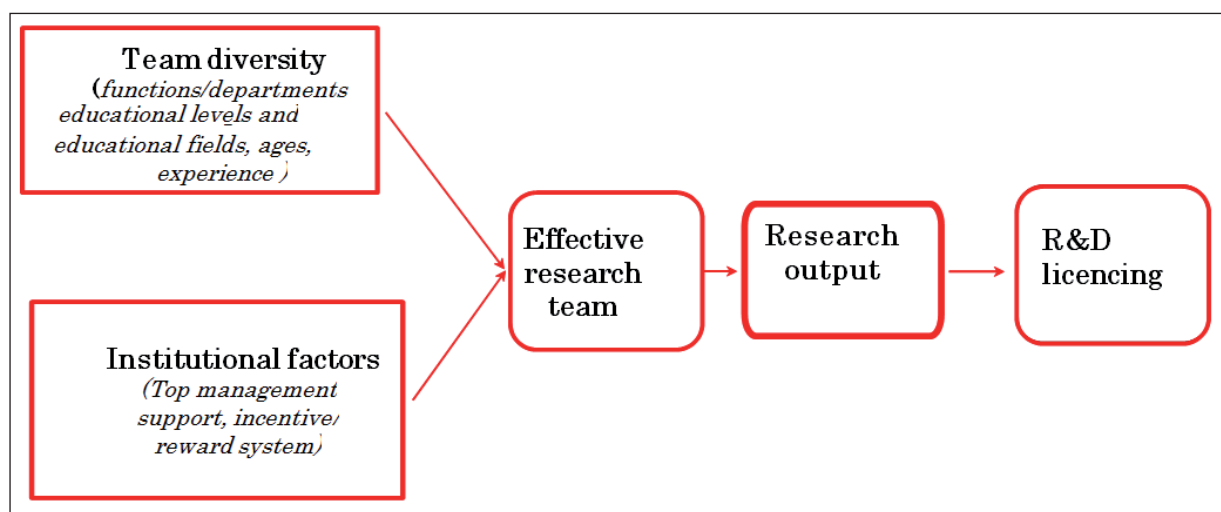 Team diversity
(functions/departments
educational levels and
educational fields, ages,
experience )
Institutional factors
(Top management
support, incentive/
reward system)
Effective
research
team
Research
output
R&D
licencing